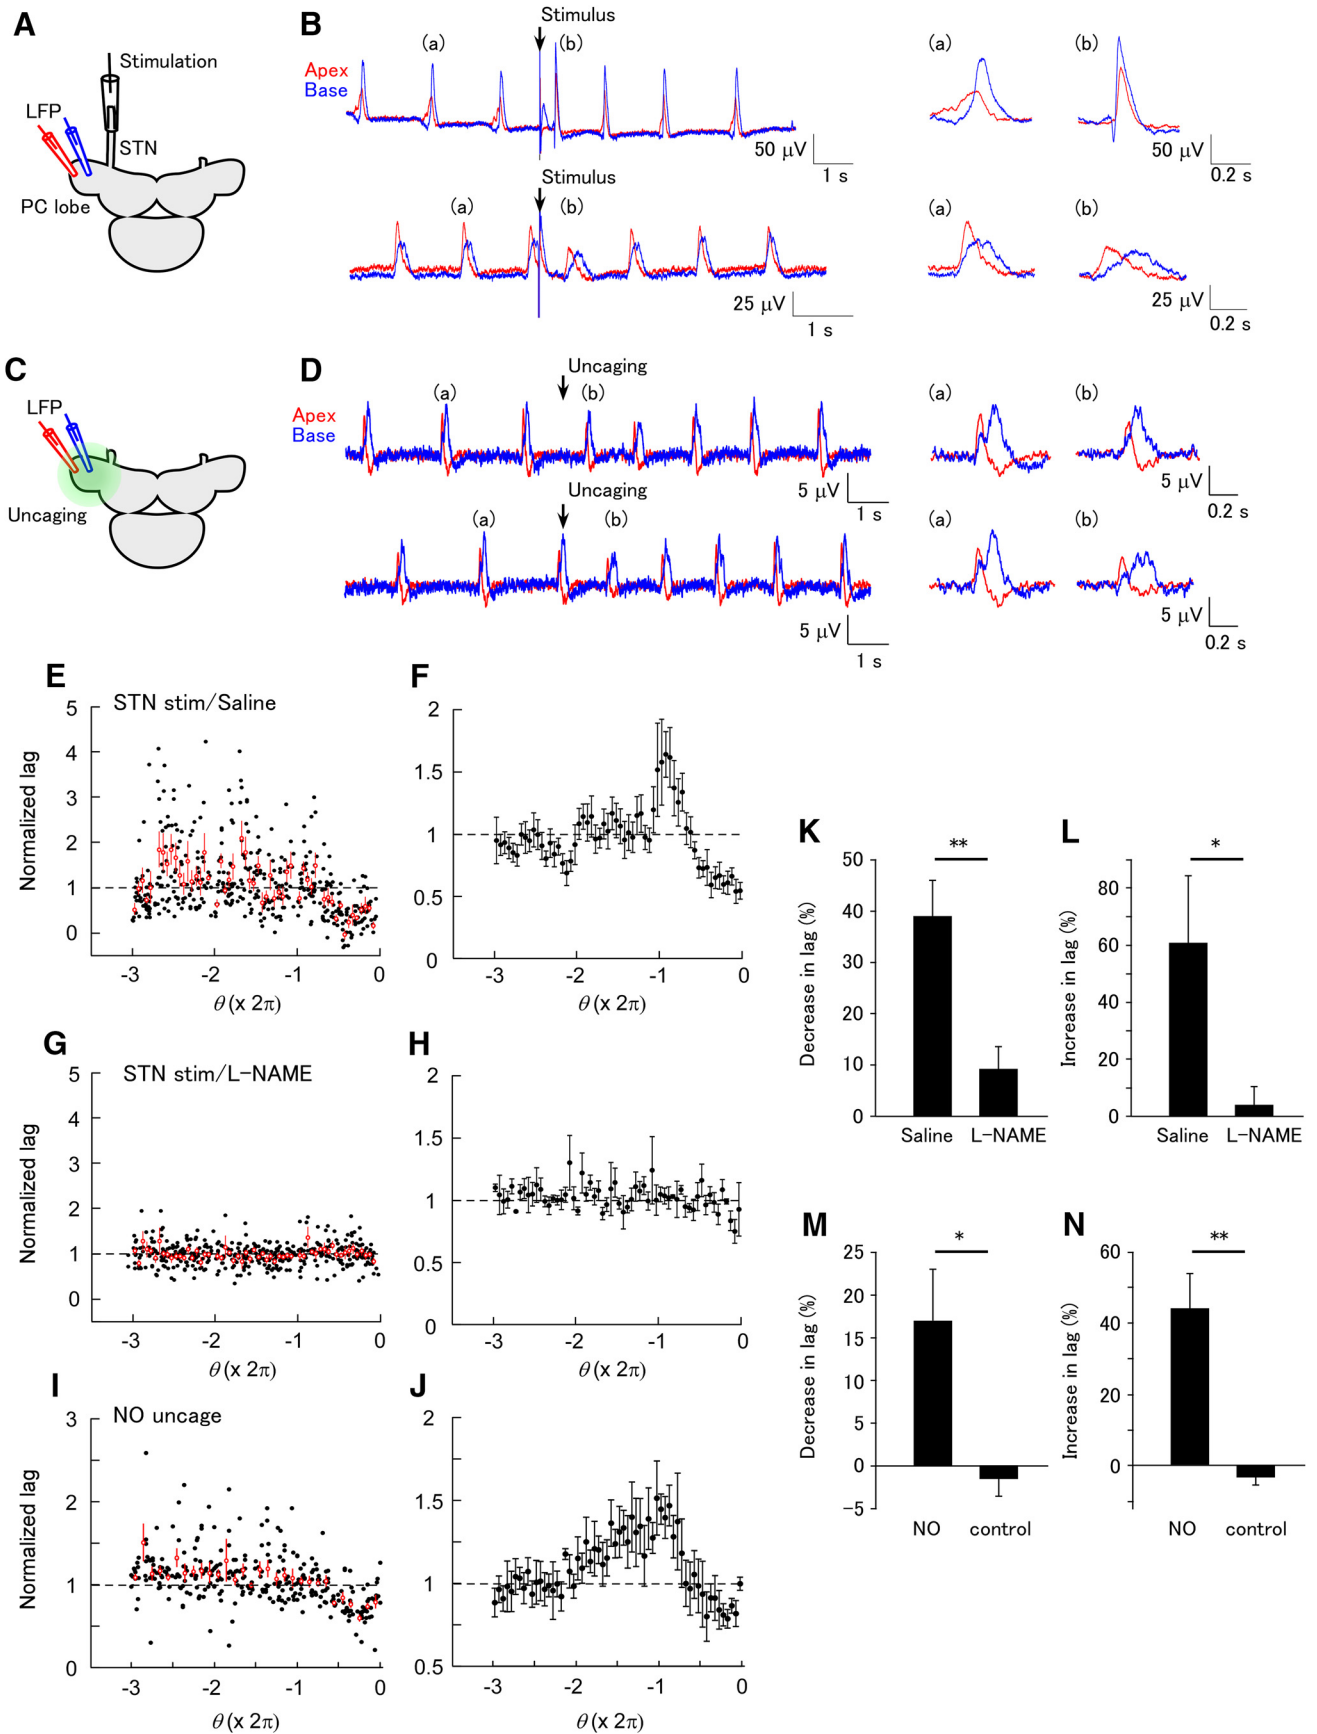 A
Stimulation
LFP
STN
PC lobe
B
Stimulus
(a)
(b)
Apex
Base
50 μV
1 s
(a)
(b)
50 μV
0.2 s
Stimulus
(a)
(b)
25 μV
1 s
(a)
(b)
25 μV
0.2 s
C
LFP
Uncaging
D
Uncaging
(a)
(b)
Apex
Base
5 μV
1 s
(a)
(b)
5 μV
0.2 s
Uncaging
(a)
(b)
5 μV
1 s
(a)
(b)
5 μV
0.2 s
E
STN stim/Saline
Normalized lag
5
4
3
2
1
0
-3 -2 -1 0
θ (x 2π)
F
2
1.5
1
0.5
0
-3 -2 -1 0
θ (x 2π)
G
STN stim/L-NAME
Normalized lag
5
4
3
2
1
0
-3 -2 -1 0
θ (x 2π)
H
2
1.5
1
0.5
0
-3 -2 -1 0
θ (x 2π)
I
NO uncage
Normalized lag
3
2
1
0
-3 -2 -1 0
θ (x 2π)
J
2
1.5
1
0.5
-3 -2 -1 0
θ (x 2π)
K
**
Decrease in lag (%)
50
40
30
20
10
0
Saline L-NAME
L
*
Increase in lag (%)
80
60
40
20
0
Saline L-NAME
M
*
Decrease in lag (%)
25
20
15
10
5
0
-5
NO control
N
**
Increase in lag (%)
60
40
20
0
NO control